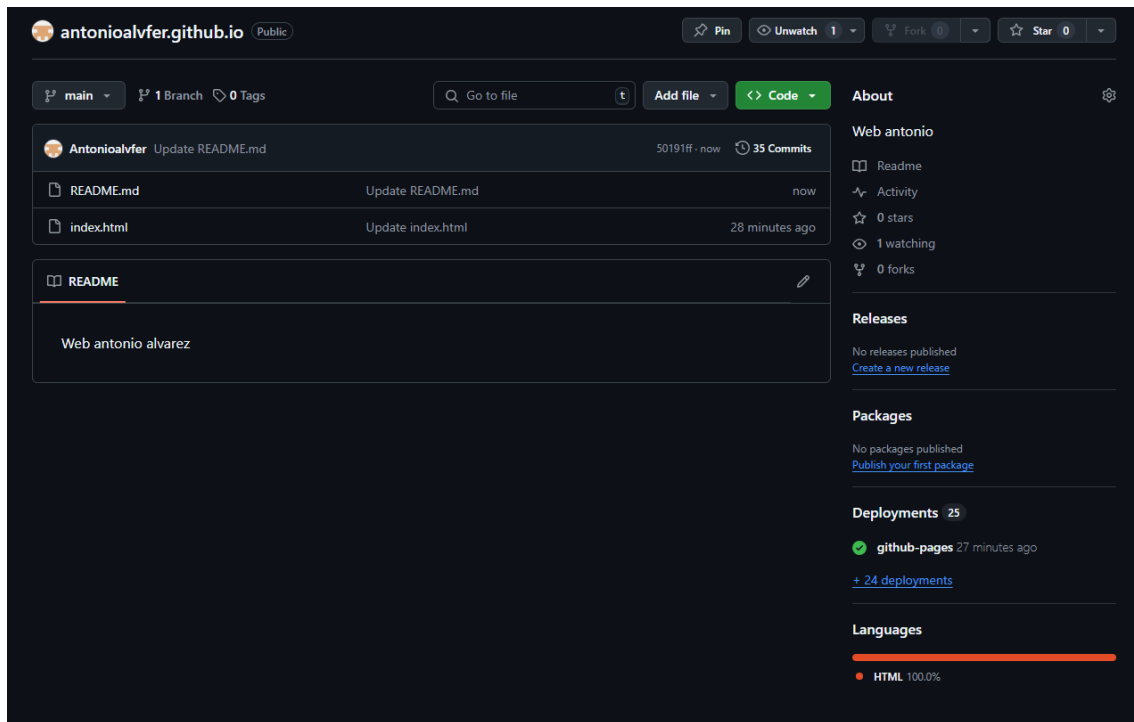 antonioalvfer.github.io Public
Pin
Unwatch 1
Fork 0
Star 0
main
1 Branch
0 Tags
Go to file
t
Add file
Code
Antonioalvfer Update README.md
50191ff · now
35 Commits
README.md Update README.md now
index.html Update index.html 28 minutes ago
README
Web antonio alvarez
About
Web antonio
Readme
Activity
0 stars
1 watching
0 forks
Releases
No releases published
Create a new release
Packages
No packages published
Publish your first package
Deployments 25
github-pages 27 minutes ago
+ 24 deployments
Languages
HTML 100.0%